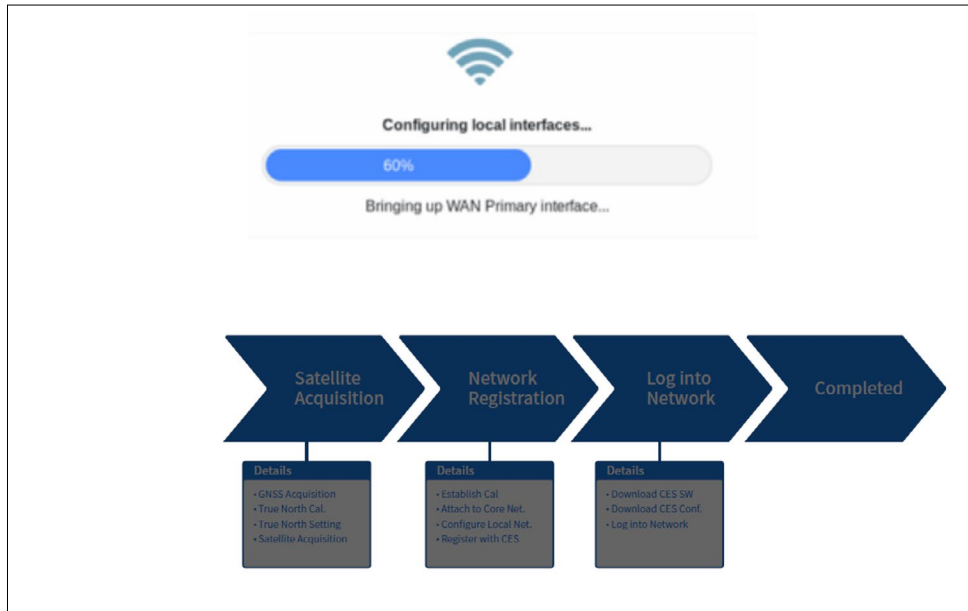 Configuring local interfaces...
60%
Bringing up WAN Primary interface...
Satellite
Acquisition
Network
Registration
Log into
Network
Completed
Details
• GNSS Acquisition
• True North Cal.
• True North Setting
• Satellite Acquisition
Details
• Establish Cal
• Attach to Core Net.
• Configure Local Net.
• Register with CES
Details
• Download CES SW
• Download CES Conf.
• Log into Network